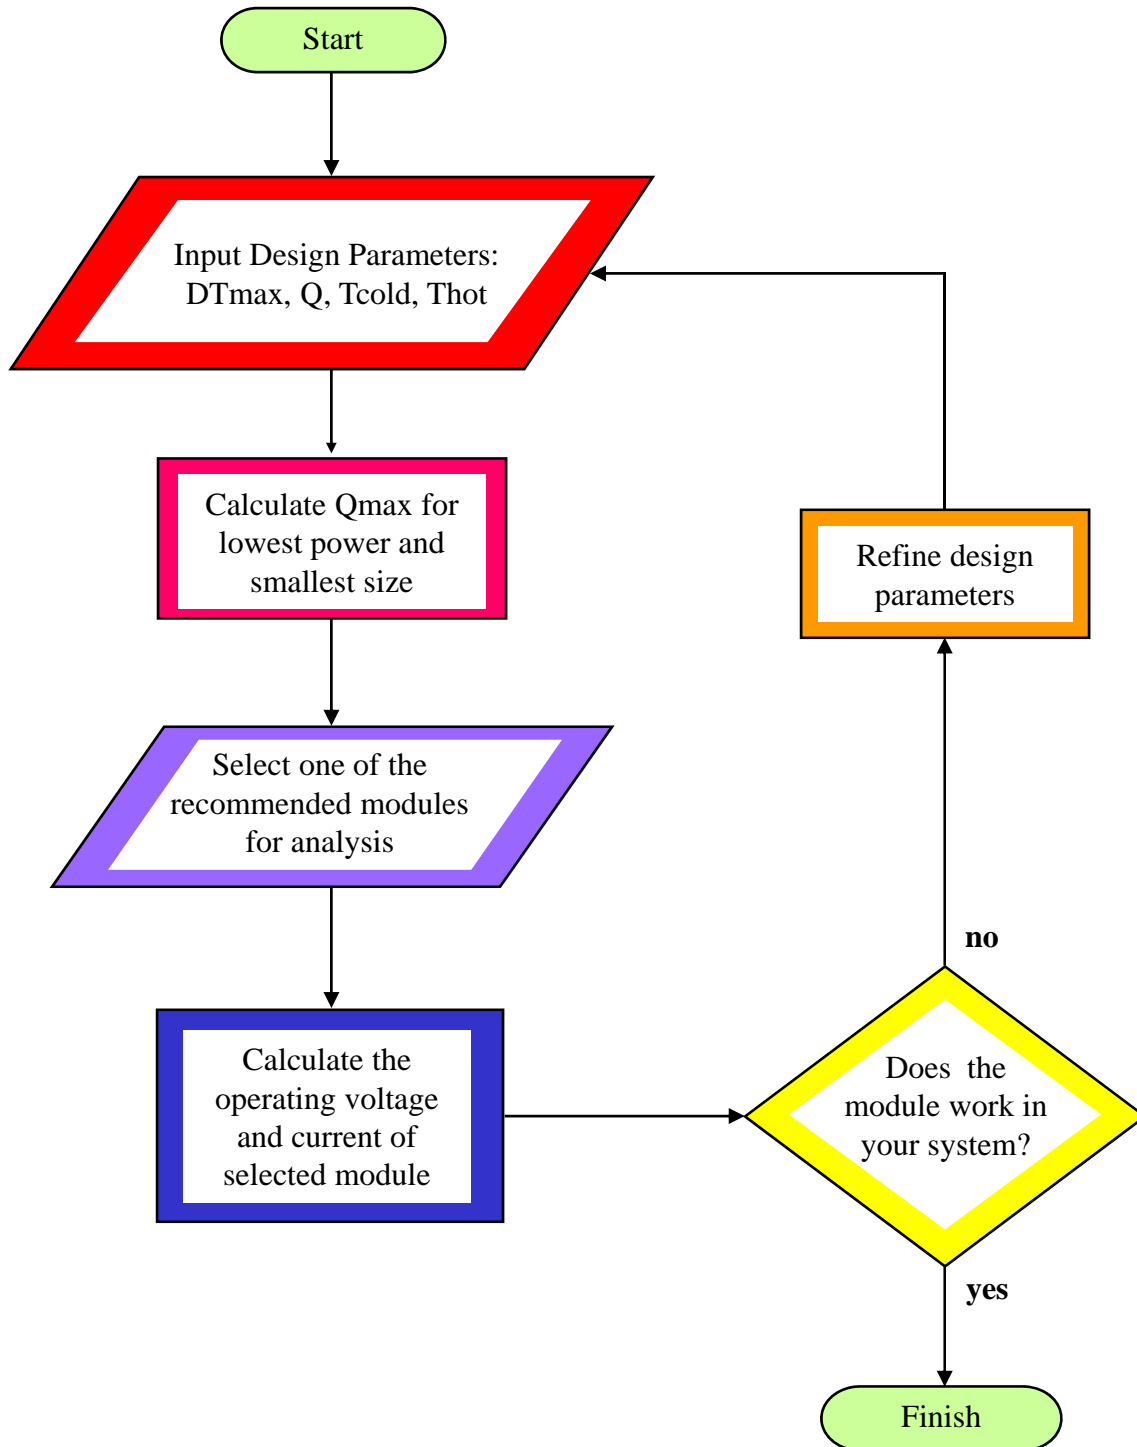 Start
Input Design Parameters:
DTmax, Q, Tcold, Thot
Calculate Qmax for
lowest power and
smallest size
Select one of the
recommended modules
for analysis
Calculate the
operating voltage
and current of
selected module
Does the
module work in
your system?
no
Refine design
parameters
yes
Finish